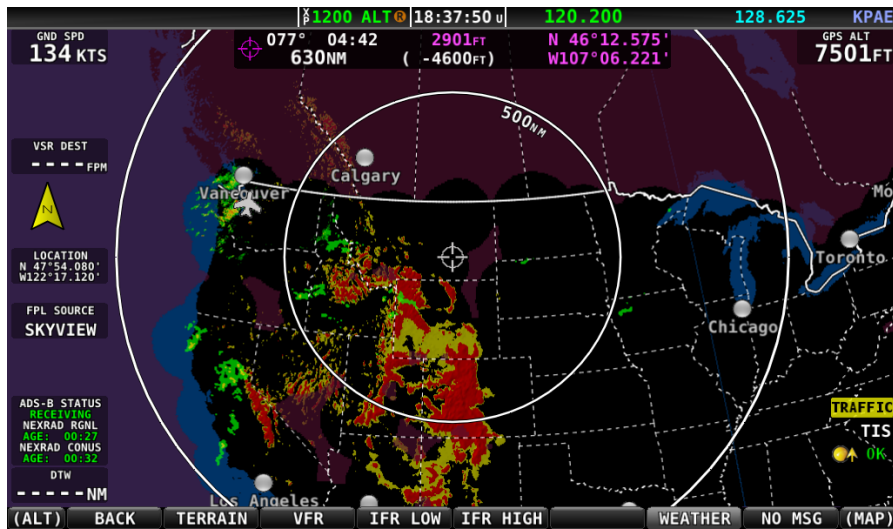 XP 1200 ALT R 18:37:50 U 120.200 128.625 KPAE
GND SPD
134 KTS
077° 04:42 2901FT N 46°12.575'
630NM ( -4600FT) W107°06.221'
GPS ALT
7501FT
500NM
VSR DEST
----FPM
Calgary
Vancouver
N
LOCATION
N 47°54.080'
W122°17.120'
Toronto
FPL SOURCE
SKYVIEW
Chicago
ADS-B STATUS
RECEIVING
NEXRAD RGNL
AGE: 00:27
NEXRAD CONUS
AGE: 00:32
TRAFFIC
TIS
OK
DTW
-----NM
Los Angeles
(ALT) BACK TERRAIN VFR IFR LOW IFR HIGH WEATHER NO MSG (MAP)